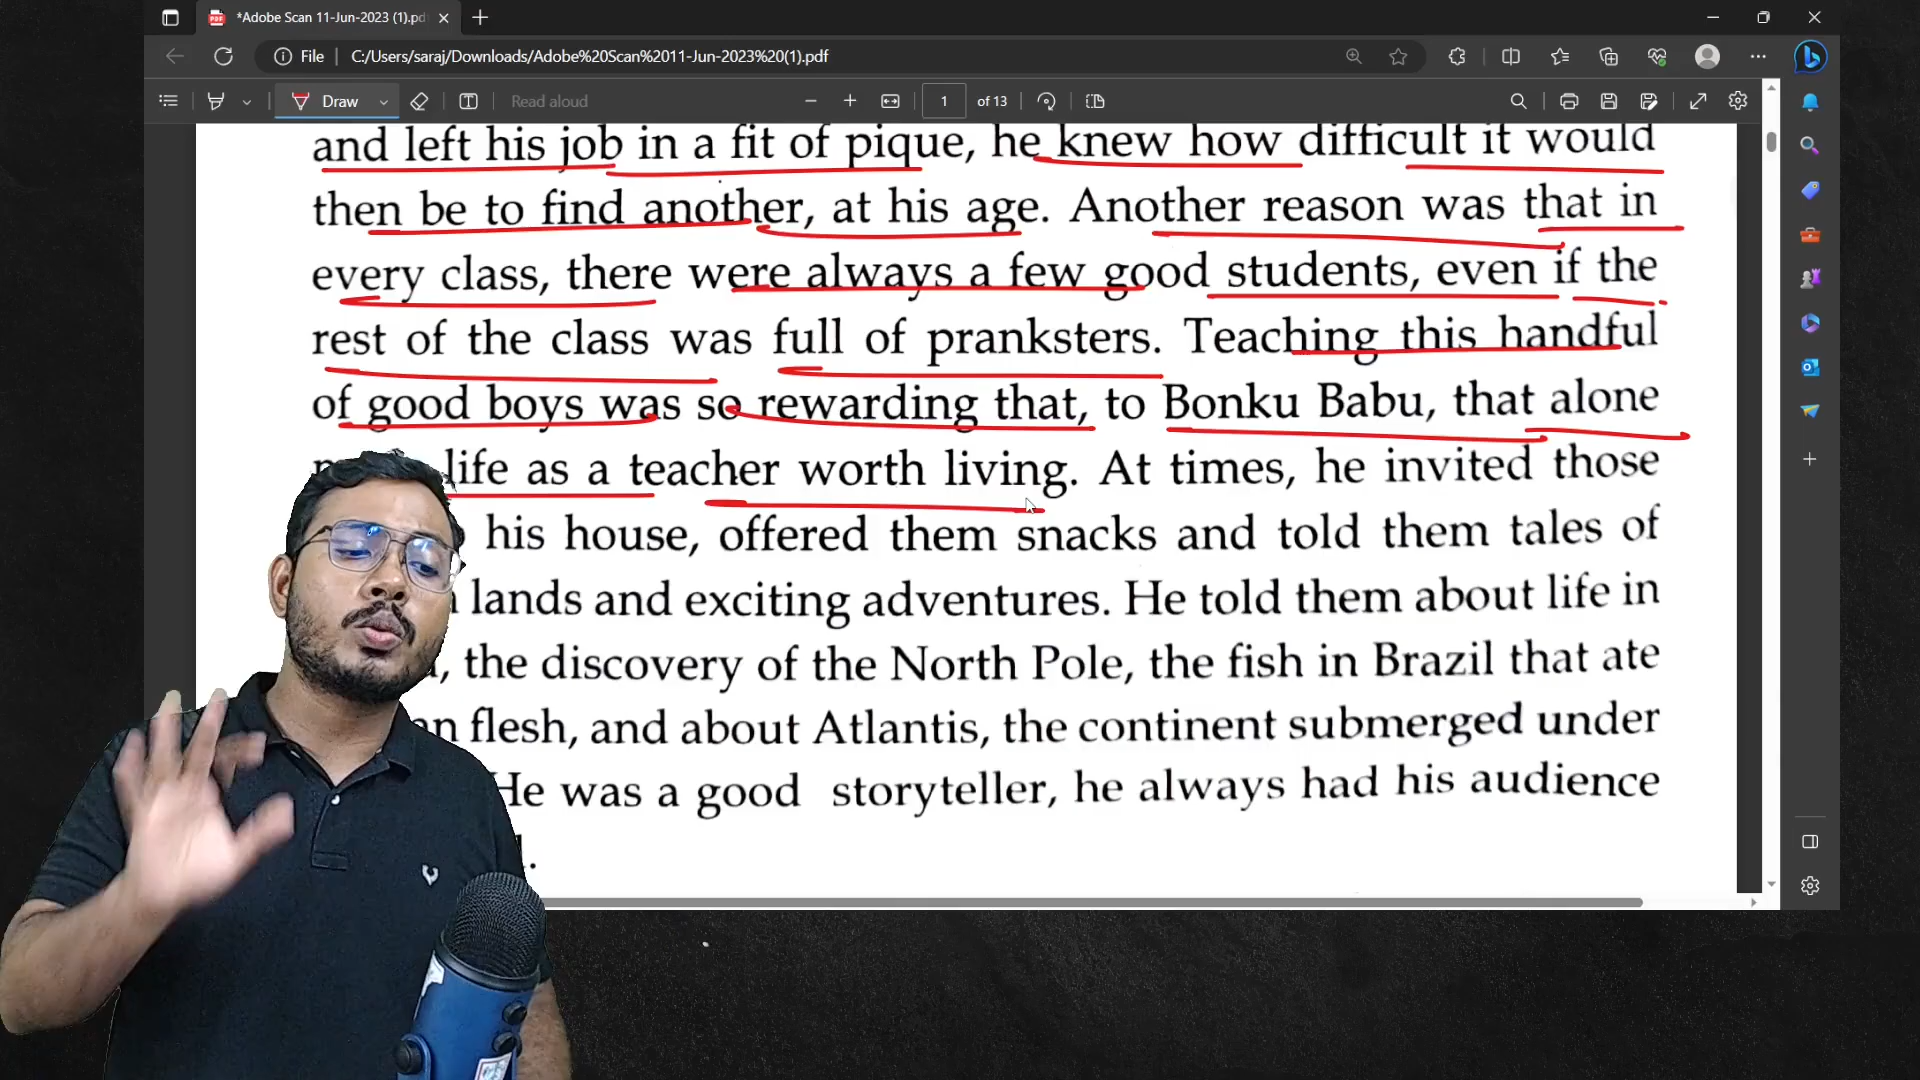 *Adobe Scan 11-Jun-2023 (1).pd
File C:/Users/saraj/Downloads/Adobe%20Scan%2011-Jun-2023%20(1).pdf
Draw Read aloud 1 of 13
and left his job in a fit of pique, he knew how difficult it would
then be to find another, at his age. Another reason was that in
every class, there were always a few good students, even if the
rest of the class was full of pranksters. Teaching this handful
of good boys was so rewarding that, to Bonku Babu, that alone
life as a teacher worth living. At times, he invited those
his house, offered them snacks and told them tales of
lands and exciting adventures. He told them about life in
, the discovery of the North Pole, the fish in Brazil that ate
flesh, and about Atlantis, the continent submerged under
He was a good storyteller, he always had his audience